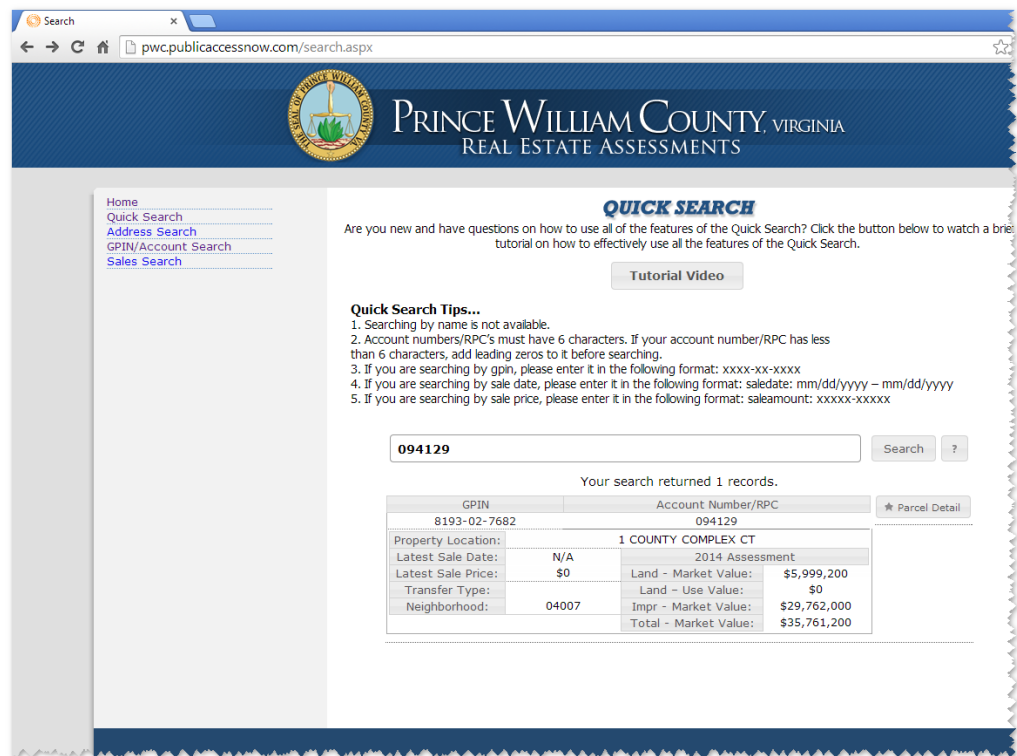 Search ×
pwc.publicaccessnow.com/search.aspx
THE SEAL OF PRINCE WILLIAM COUNTY VA
PRINCE WILLIAM COUNTY, VIRGINIA
REAL ESTATE ASSESSMENTS
Home
Quick Search
Address Search
GPIN/Account Search
Sales Search
QUICK SEARCH
Are you new and have questions on how to use all of the features of the Quick Search? Click the button below to watch a brie
tutorial on how to effectively use all the features of the Quick Search.
Tutorial Video
Quick Search Tips...
1. Searching by name is not available.
2. Account numbers/RPC's must have 6 characters. If your account number/RPC has less
than 6 characters, add leading zeros to it before searching.
3. If you are searching by gpin, please enter it in the following format: xxxx-xx-xxxx
4. If you are searching by sale date, please enter it in the following format: saledate: mm/dd/yyyy – mm/dd/yyyy
5. If you are searching by sale price, please enter it in the following format: saleamount: xxxxx-xxxxx
094129 Search ?
Your search returned 1 records.
GPIN Account Number/RPC ★ Parcel Detail
8193-02-7682 094129
Property Location: 1 COUNTY COMPLEX CT
Latest Sale Date: N/A 2014 Assessment
Latest Sale Price: $0 Land - Market Value: $5,999,200
Transfer Type: Land – Use Value: $0
Neighborhood: 04007 Impr - Market Value: $29,762,000
Total - Market Value: $35,761,200